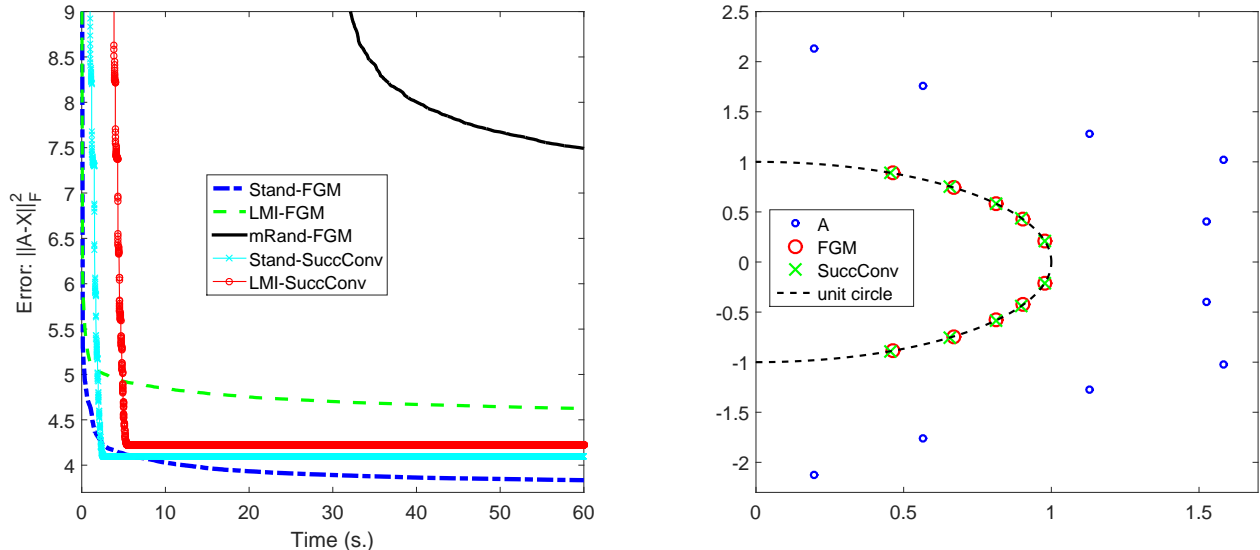 9
8.5
8
7.5
7
6.5
6
5.5
5
4.5
4
0
10
20
30
40
50
60
Time (s.)
Error: ||A-X||²F
Stand-FGM
LMI-FGM
mRand-FGM
Stand-SuccConv
LMI-SuccConv
2.5
2
1.5
1
0.5
0
-0.5
-1
-1.5
-2
0
0.5
1
1.5
A
FGM
SuccConv
unit circle